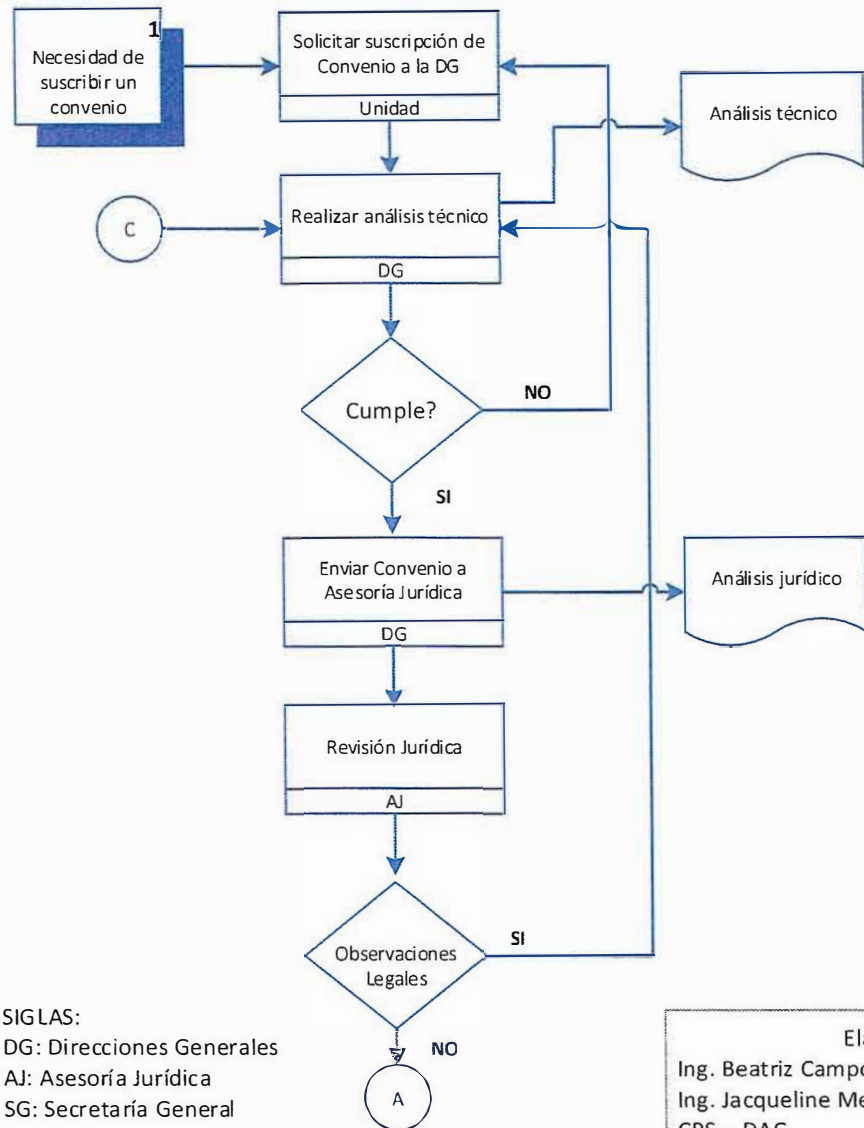 1
Necesidad de
suscribir un
convenio
Solicitar suscripción de
Convenio a la DG
Unidad
Análisis técnico
C
Realizar análisis técnico
DG
Cumple?
NO
SI
Enviar Convenio a
Asesoría Jurídica
DG
Análisis jurídico
Revisión Jurídica
AJ
Observaciones
Legales
SI
NO
A
SIGLAS:
DG: Direcciones Generales
AJ: Asesoría Jurídica
SG: Secretaría General
Ing. Beatriz
Ing. Jacqueline